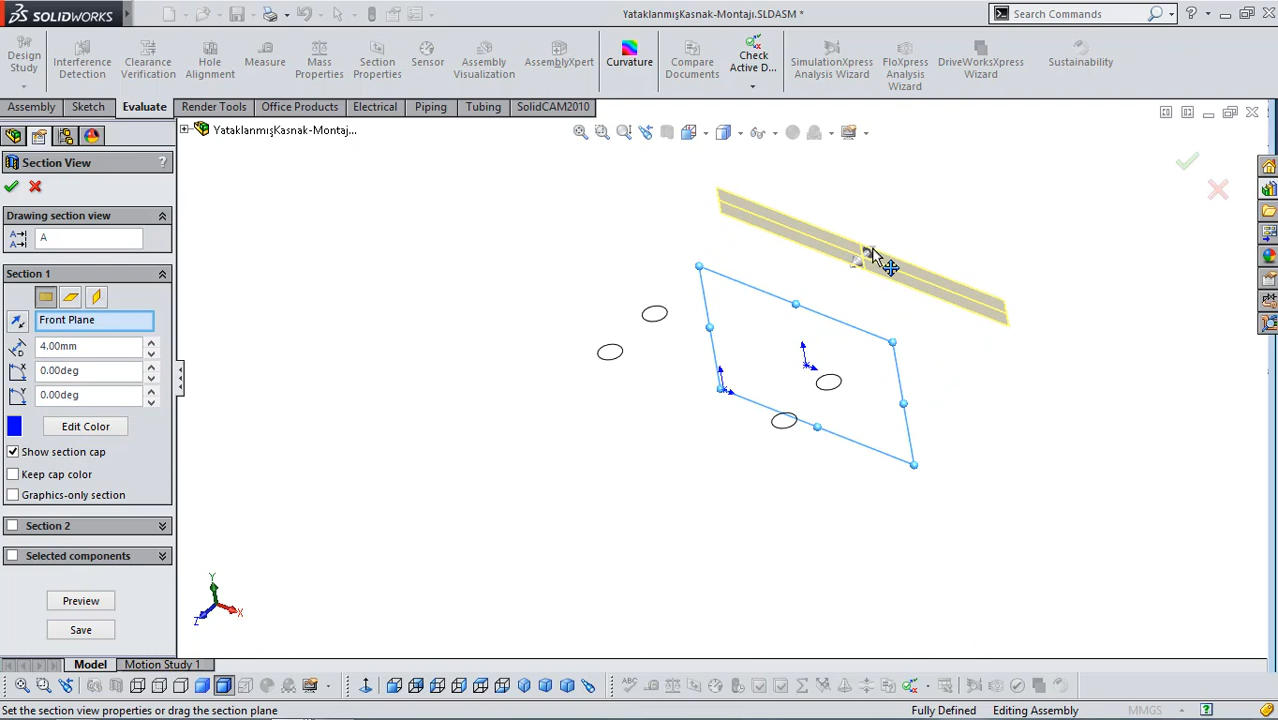 SOLIDWORKS
YataklanmışKasnak-Montajı.SLDASM *
Search Commands
Design Study
Interference Detection
Clearance Verification
Hole Alignment
Measure
Mass Properties
Section Properties
Sensor
Assembly Visualization
AssemblyXpert
Curvature
Compare Documents
Check Active D...
SimulationXpress Analysis Wizard
FloXpress Analysis Wizard
DriveWorksXpress Wizard
Sustainability
Assembly
Sketch
Evaluate
Render Tools
Office Products
Electrical
Piping
Tubing
SolidCAM2010
YataklanmışKasnak-Montaj...
Section View
?
Drawing section view
A
Section 1
Front Plane
4.00mm
0.00deg
0.00deg
Edit Color
Show section cap
Keep cap color
Graphics-only section
Section 2
Selected components
Preview
Save
Y
X
Z
Model
Motion Study 1
Set the section view properties or drag the section plane
Fully Defined
Editing Assembly
MMGS
?